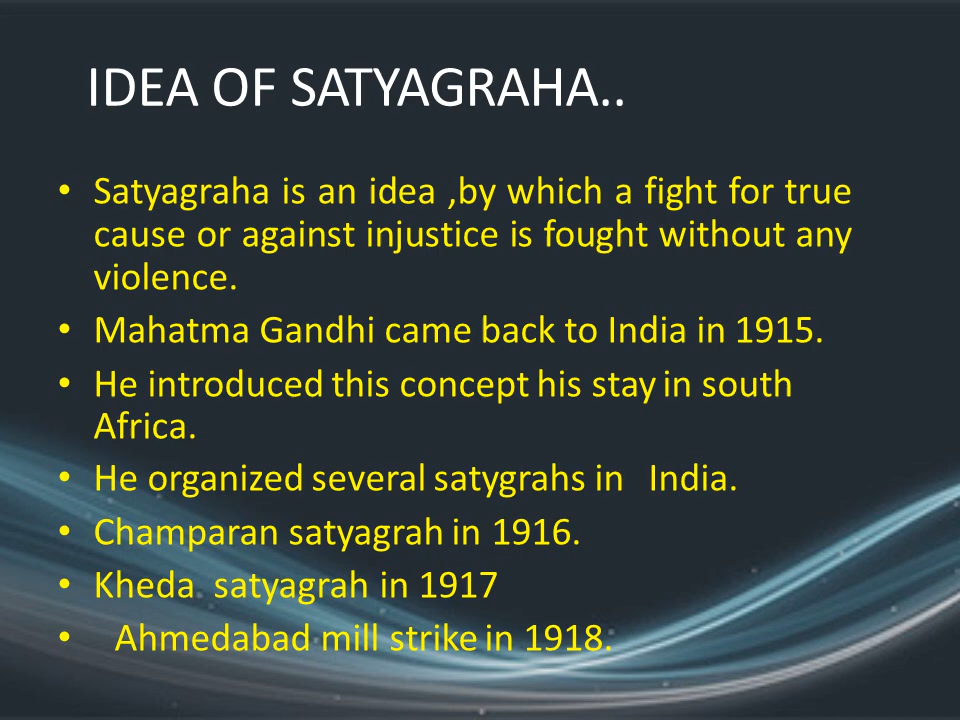 IDEA OF SATYAGRAHA..
• Satyagraha is an idea ,by which a fight for true
cause or against injustice is fought without any
violence.
• Mahatma Gandhi came back to India in 1915.
• He introduced this concept his stay in south
Africa.
• He organized several satygrahs in India.
• Champaran satyagrah in 1916.
• Kheda satyagrah in 1917
• Ahmedabad mill strike in 1918.